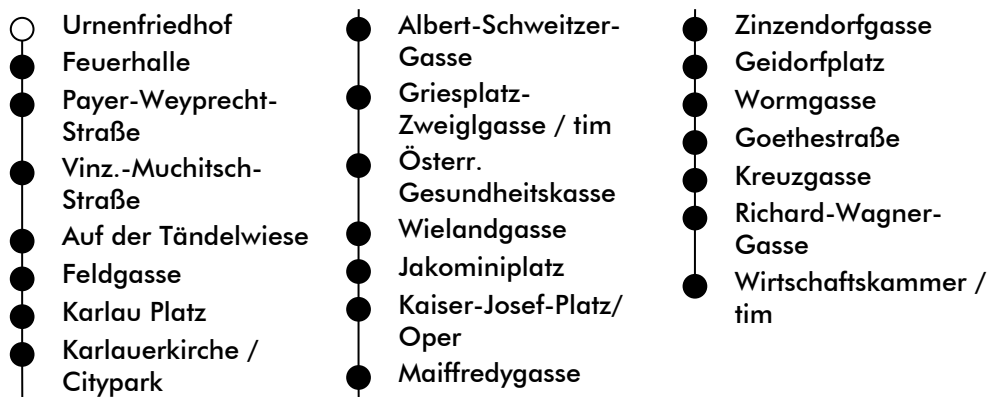 Urnenfriedhof
Feuerhalle
Payer-Weyprecht-
Straße
Vinz.-Muchitsch-
Straße
Auf der Tändelwiese
Feldgasse
Karlau Platz
Karlauerkirche /
Citypark
Albert-Schweitzer-
Gasse
Griesplatz-
Zweiglgasse / tim
Österr.
Gesundheitskasse
Wielandgasse
Jakominiplatz
Kaiser-Josef-Platz/
Oper
Maiffredygasse
Zinzendorfgasse
Geidorfplatz
Wormgasse
Goethestraße
Kreuzgasse
Richard-Wagner-
Gasse
Wirtschaftskammer /
tim